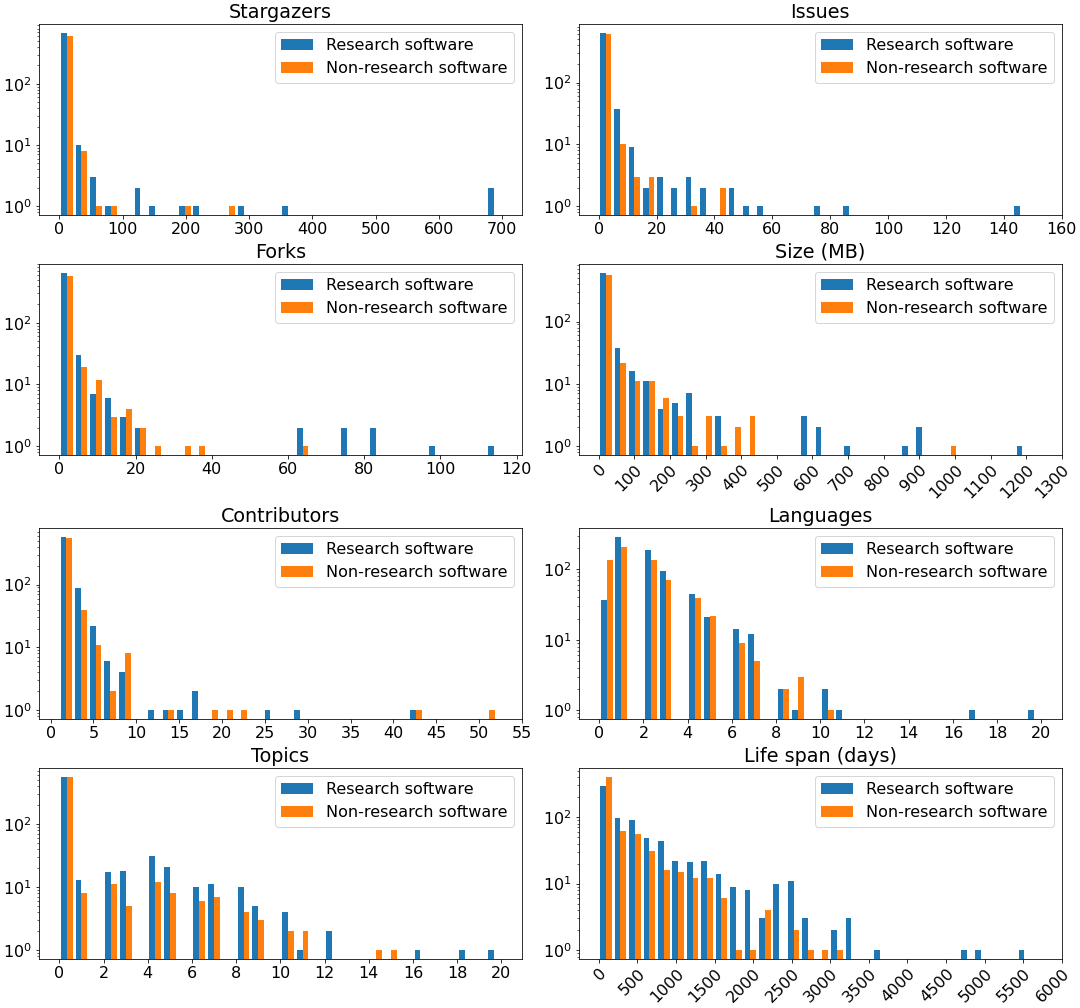 Stargazers
Research software
Non-research software
10² 10¹ 10⁰
0 100 200 300 400 500 600 700
Issues
Research software
Non-research software
10² 10¹ 10⁰
0 20 40 60 80 100 120 140 160
Forks
Research software
Non-research software
10² 10¹ 10⁰
0 20 40 60 80 100 120
Size (MB)
Research software
Non-research software
10² 10¹ 10⁰
0 100 200 300 400 500 600 700 800 900 1000 1100 1200 1300
Contributors
Research software
Non-research software
10² 10¹ 10⁰
0 5 10 15 20 25 30 35 40 45 50 55
Languages
Research software
Non-research software
10² 10¹ 10⁰
0 2 4 6 8 10 12 14 16 18 20
Topics
Research software
Non-research software
10² 10¹ 10⁰
0 2 4 6 8 10 12 14 16 18 20
Life span (days)
Research software
Non-research software
10² 10¹ 10⁰
0 500 1000 1500 2000 2500 3000 3500 4000 4500 5000 5500 6000